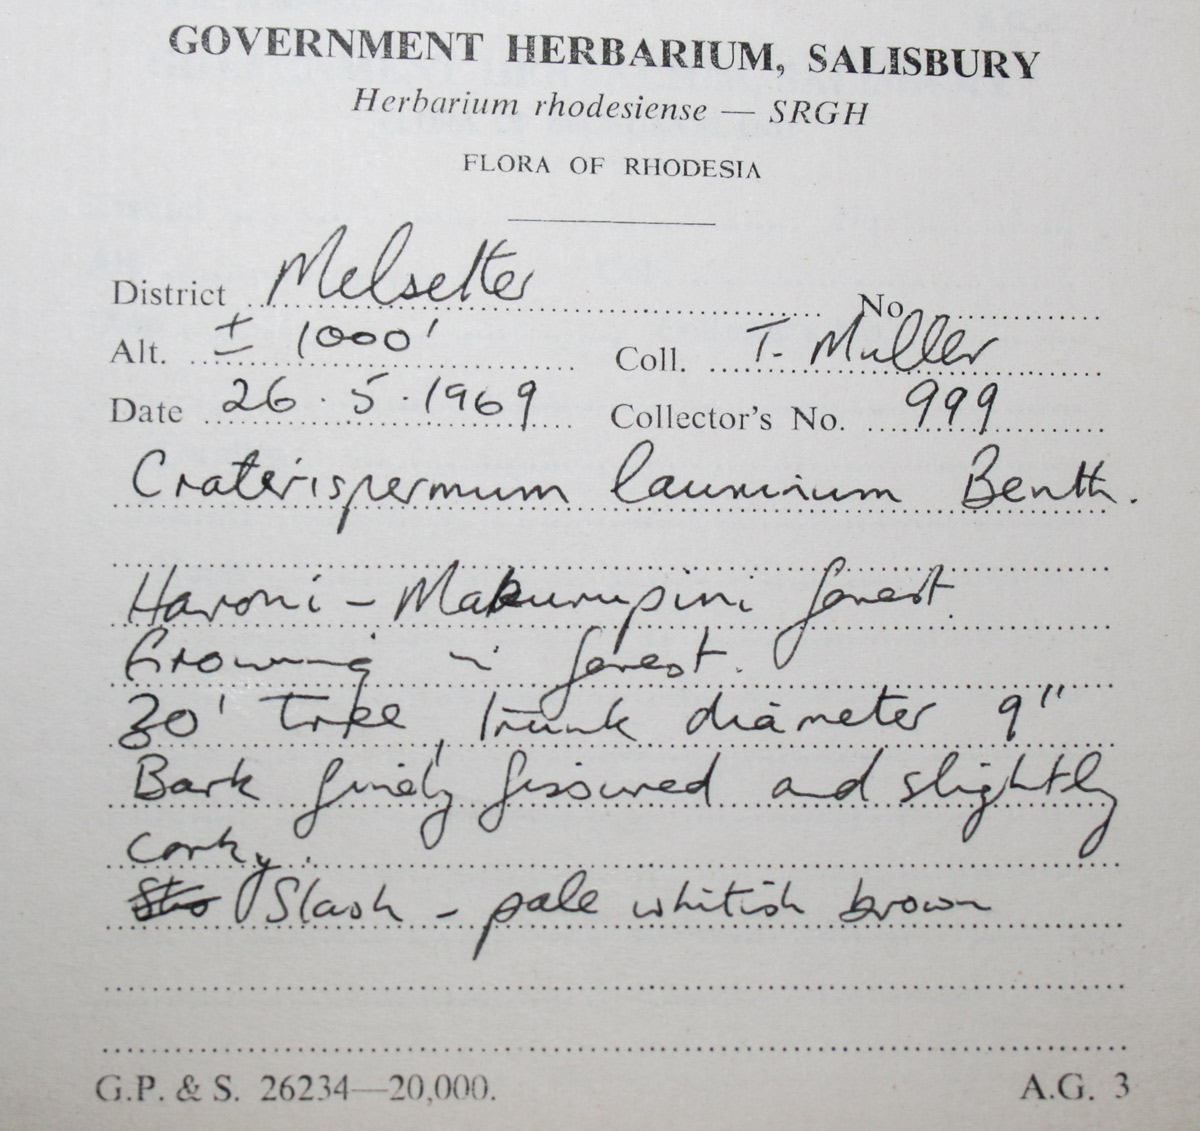 GOVERNMENT HERBARIUM, SALISBURY
Herbarium rhodesiense — SRGH
FLORA OF RHODESIA
District Melsetter No.
Alt. ± 1000' Coll. T. Muller
Date 26.5.1969 Collector's No. 999
Craterispermum laurinum Benth.
Haroni - Makurupini forest.
Growing in forest.
30' Tree, trunk diameter 9"
Bark finely fissured and slightly
corky.
Slash - pale whitish brown
G.P. & S. 26234—20,000. A.G. 3